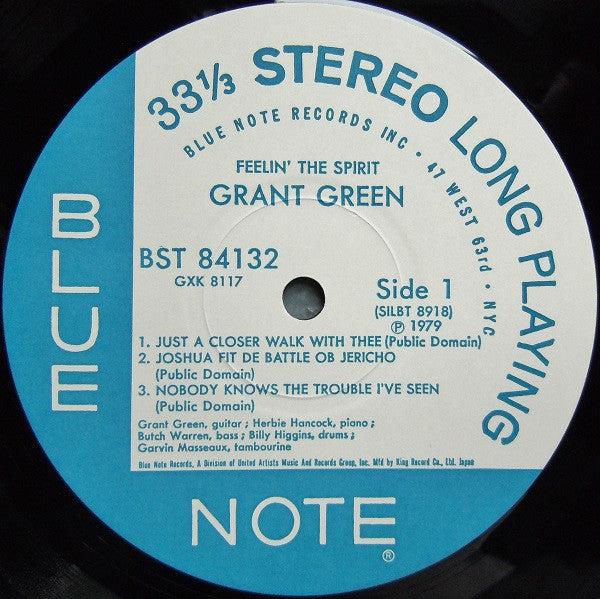 33⅓ STEREO LONG PLAYING
BLUE NOTE RECORDS INC • 47 WEST 63rd • NYC
FEELIN' THE SPIRIT
GRANT GREEN
BST 84132
GXK 8117
Side 1
(SILBT 8918)
Ⓟ 1979
1. JUST A CLOSER WALK WITH THEE (Public Domain)
2. JOSHUA FIT DE BATTLE OB JERICHO
(Public Domain)
3. NOBODY KNOWS THE TROUBLE I'VE SEEN
(Public Domain)
Grant Green, guitar ; Herbie Hancock, piano ;
Butch Warren, bass ; Billy Higgins, drums ;
Garvin Masseaux, tambourine
Blue Note Records, A Division of United Artists Music And Records Group, Inc. Mfd by King Record Co., Ltd. Japan
BLUE
NOTE®